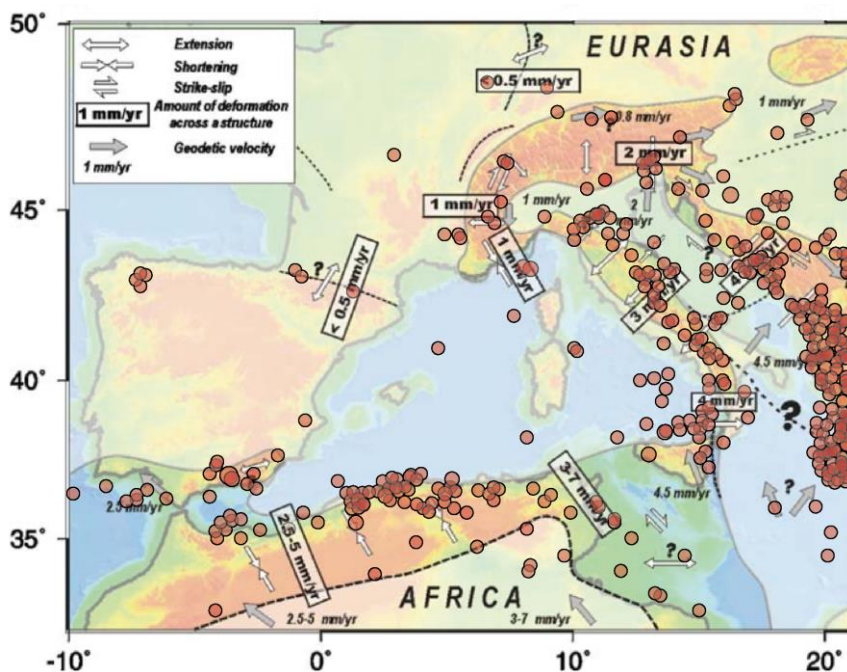 50˚
45˚
40˚
35˚
-10˚
0˚
10˚
20˚
Extension
Shortening
Strike-slip
1 mm/yr
Amount of deformation
across a structure
Geodetic velocity
1 mm/yr
EURASIA
?
<0.5 mm/yr
0.8 mm/yr
?
1 mm/yr
2 mm/yr
1 mm/yr
1 mm/yr
2
mm/yr
1 mm/yr
?
< 0.5 mm/yr
3 mm/yr
4.5 mm/yr
4 mm/yr
?
?
2.5 mm/yr
3-7 mm/yr
4.5 mm/yr
2.5-5 mm/yr
?
AFRICA
2.5-5 mm/yr
3-7 mm/yr